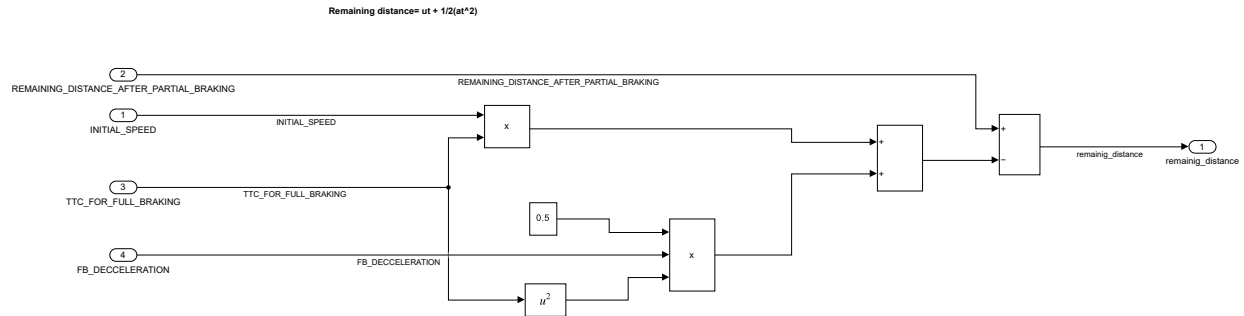 Remaining distance= ut + 1/2(at^2)
2
REMAINING_DISTANCE_AFTER_PARTIAL_BRAKING
REMAINING_DISTANCE_AFTER_PARTIAL_BRAKING
1
INITIAL_SPEED
INITIAL_SPEED
x
+
+
+
−
remainig_distance
1
remainig_distance
3
TTC_FOR_FULL_BRAKING
TTC_FOR_FULL_BRAKING
0.5
4
FB_DECCELERATION
FB_DECCELERATION
x
u^2